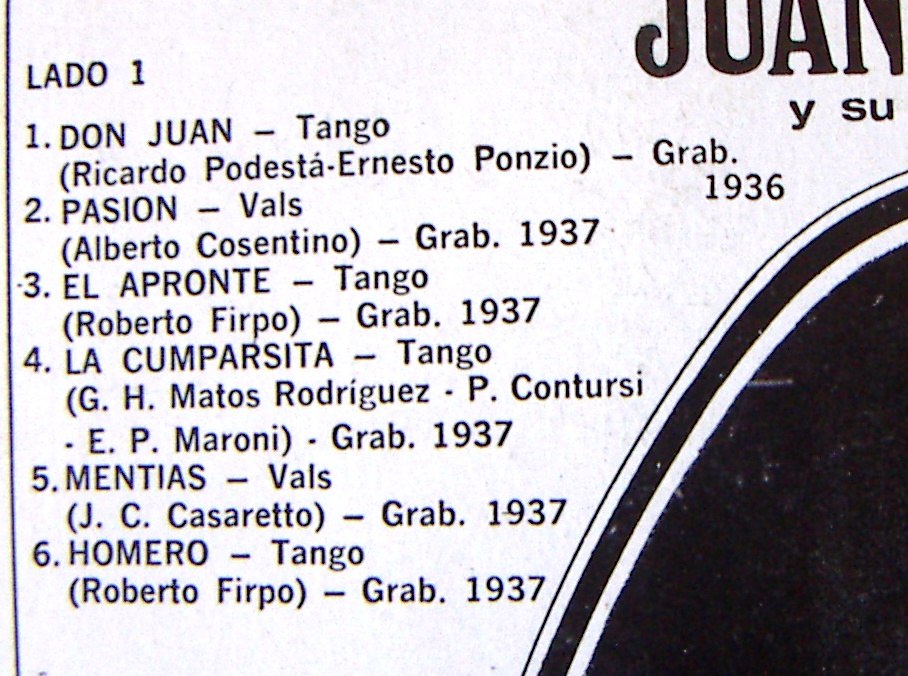 JUAN
y su
LADO 1
1. DON JUAN – Tango
(Ricardo Podestá-Ernesto Ponzio) – Grab.
1936
2. PASION – Vals
(Alberto Cosentino) – Grab. 1937
3. EL APRONTE – Tango
(Roberto Firpo) – Grab. 1937
4. LA CUMPARSITA – Tango
(G. H. Matos Rodríguez - P. Contursi
- E. P. Maroni) - Grab. 1937
5. MENTIAS – Vals
(J. C. Casaretto) – Grab. 1937
6. HOMERO – Tango
(Roberto Firpo) – Grab. 1937